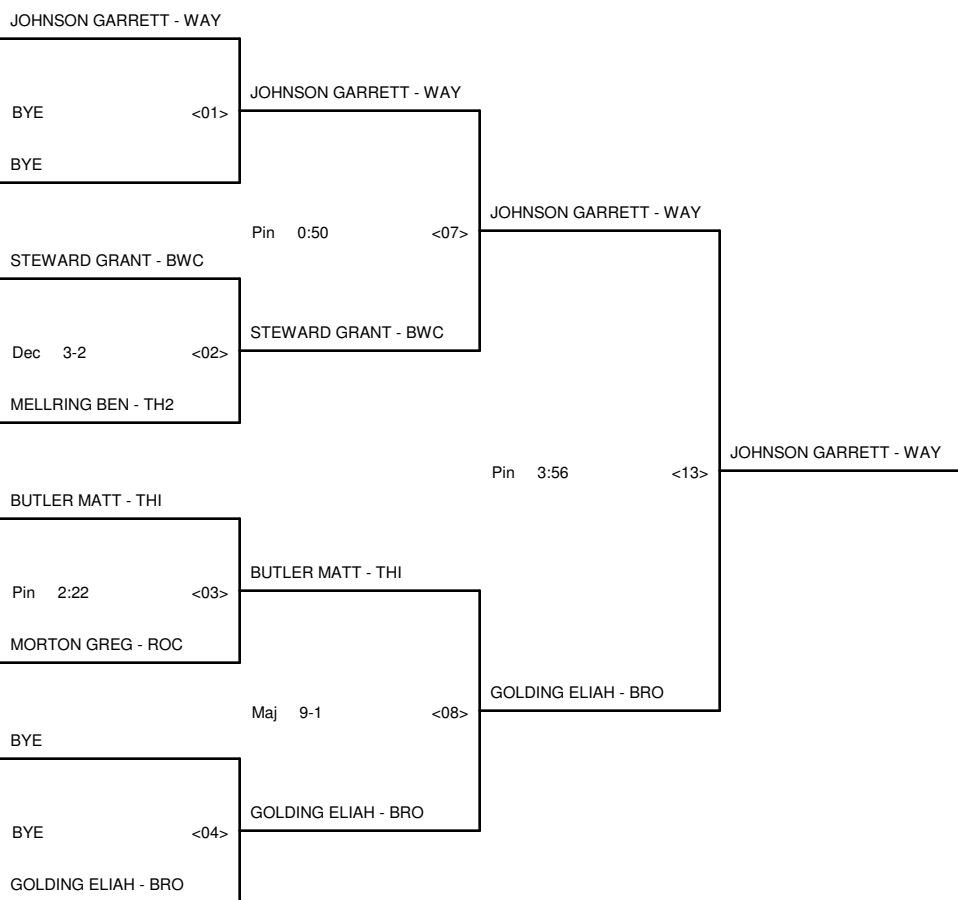 JOHNSON GARRETT - WAY
JOHNSON GARRETT - WAY
BYE <01>
BYE
JOHNSON GARRETT - WAY
Pin 0:50 <07>
STEWARD GRANT - BWC
STEWARD GRANT - BWC
Dec 3-2 <02>
MELLRING BEN - TH2
JOHNSON GARRETT - WAY
Pin 3:56 <13>
BUTLER MATT - THI
BUTLER MATT - THI
Pin 2:22 <03>
MORTON GREG - ROC
GOLDING ELIAH - BRO
Maj 9-1 <08>
BYE
GOLDING ELIAH - BRO
BYE <04>
GOLDING ELIAH - BRO